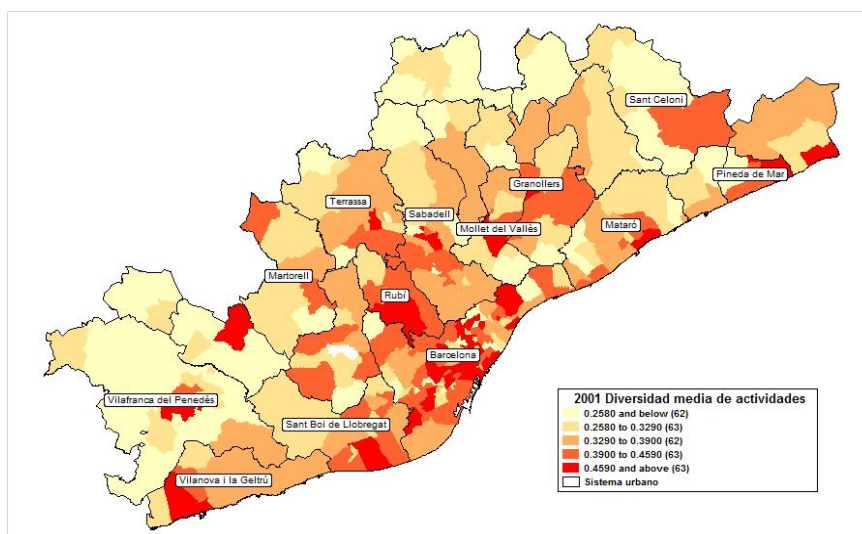 Sant Celoni
Pineda de Mar
Granollers
Terrassa
Sabadell
Mollet del Vallès
Mataró
Martorell
Rubí
Barcelona
Vilafranca del Penedès
Sant Boi de Llobregat
Vilanova i la Geltrú
2001 Diversidad media de actividades
0.2580 and below (62)
0.2580 to 0.3290 (63)
0.3290 to 0.3900 (62)
0.3900 to 0.4590 (63)
0.4590 and above (63)
Sistema urbano